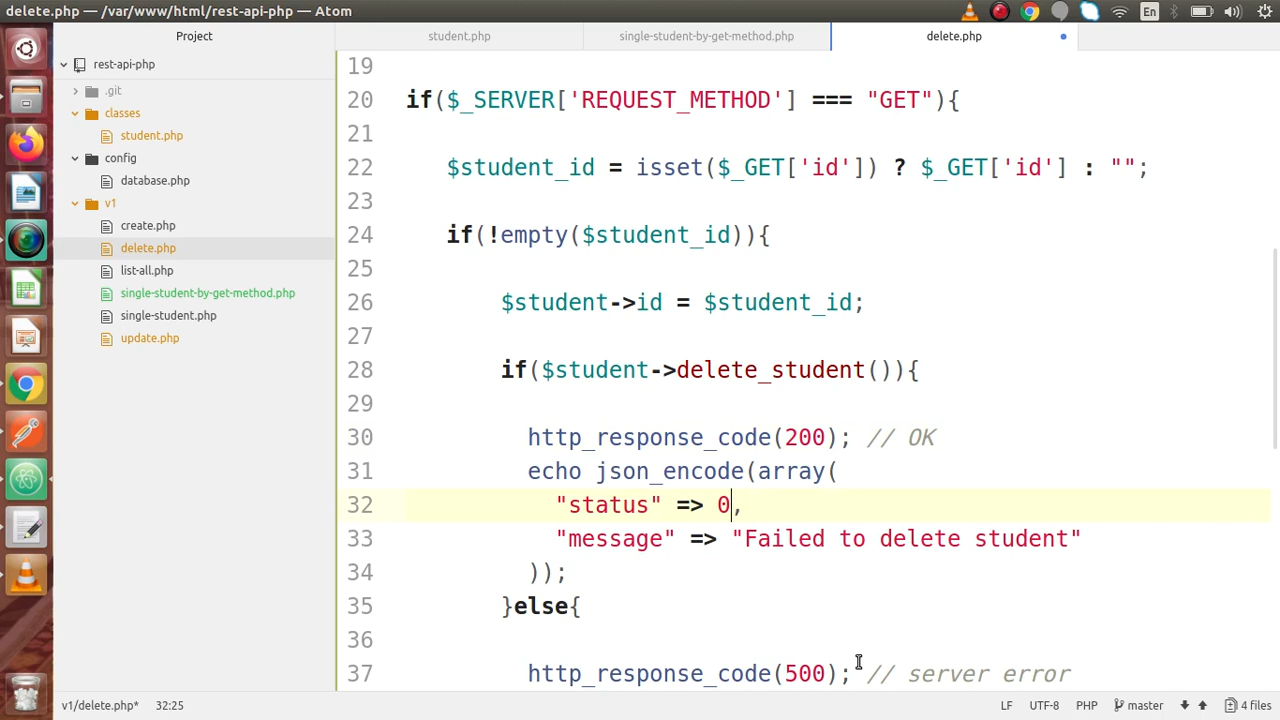 delete.php — /var/www/html/rest-api-php — Atom
En
Project
student.php
single-student-by-get-method.php
delete.php
rest-api-php
.git
classes
student.php
config
database.php
v1
create.php
delete.php
list-all.php
single-student-by-get-method.php
single-student.php
update.php
19
20 if($_SERVER['REQUEST_METHOD'] === "GET"){
21
22 $student_id = isset($_GET['id']) ? $_GET['id'] : "";
23
24 if(!empty($student_id)){
25
26 $student->id = $student_id;
27
28 if($student->delete_student()){
29
30 http_response_code(200); // OK
31 echo json_encode(array(
32 "status" => 0,
33 "message" => "Failed to delete student"
34 ));
35 }else{
36
37 http_response_code(500); // server error
v1/delete.php* 32:25
LF UTF-8 PHP master 4 files